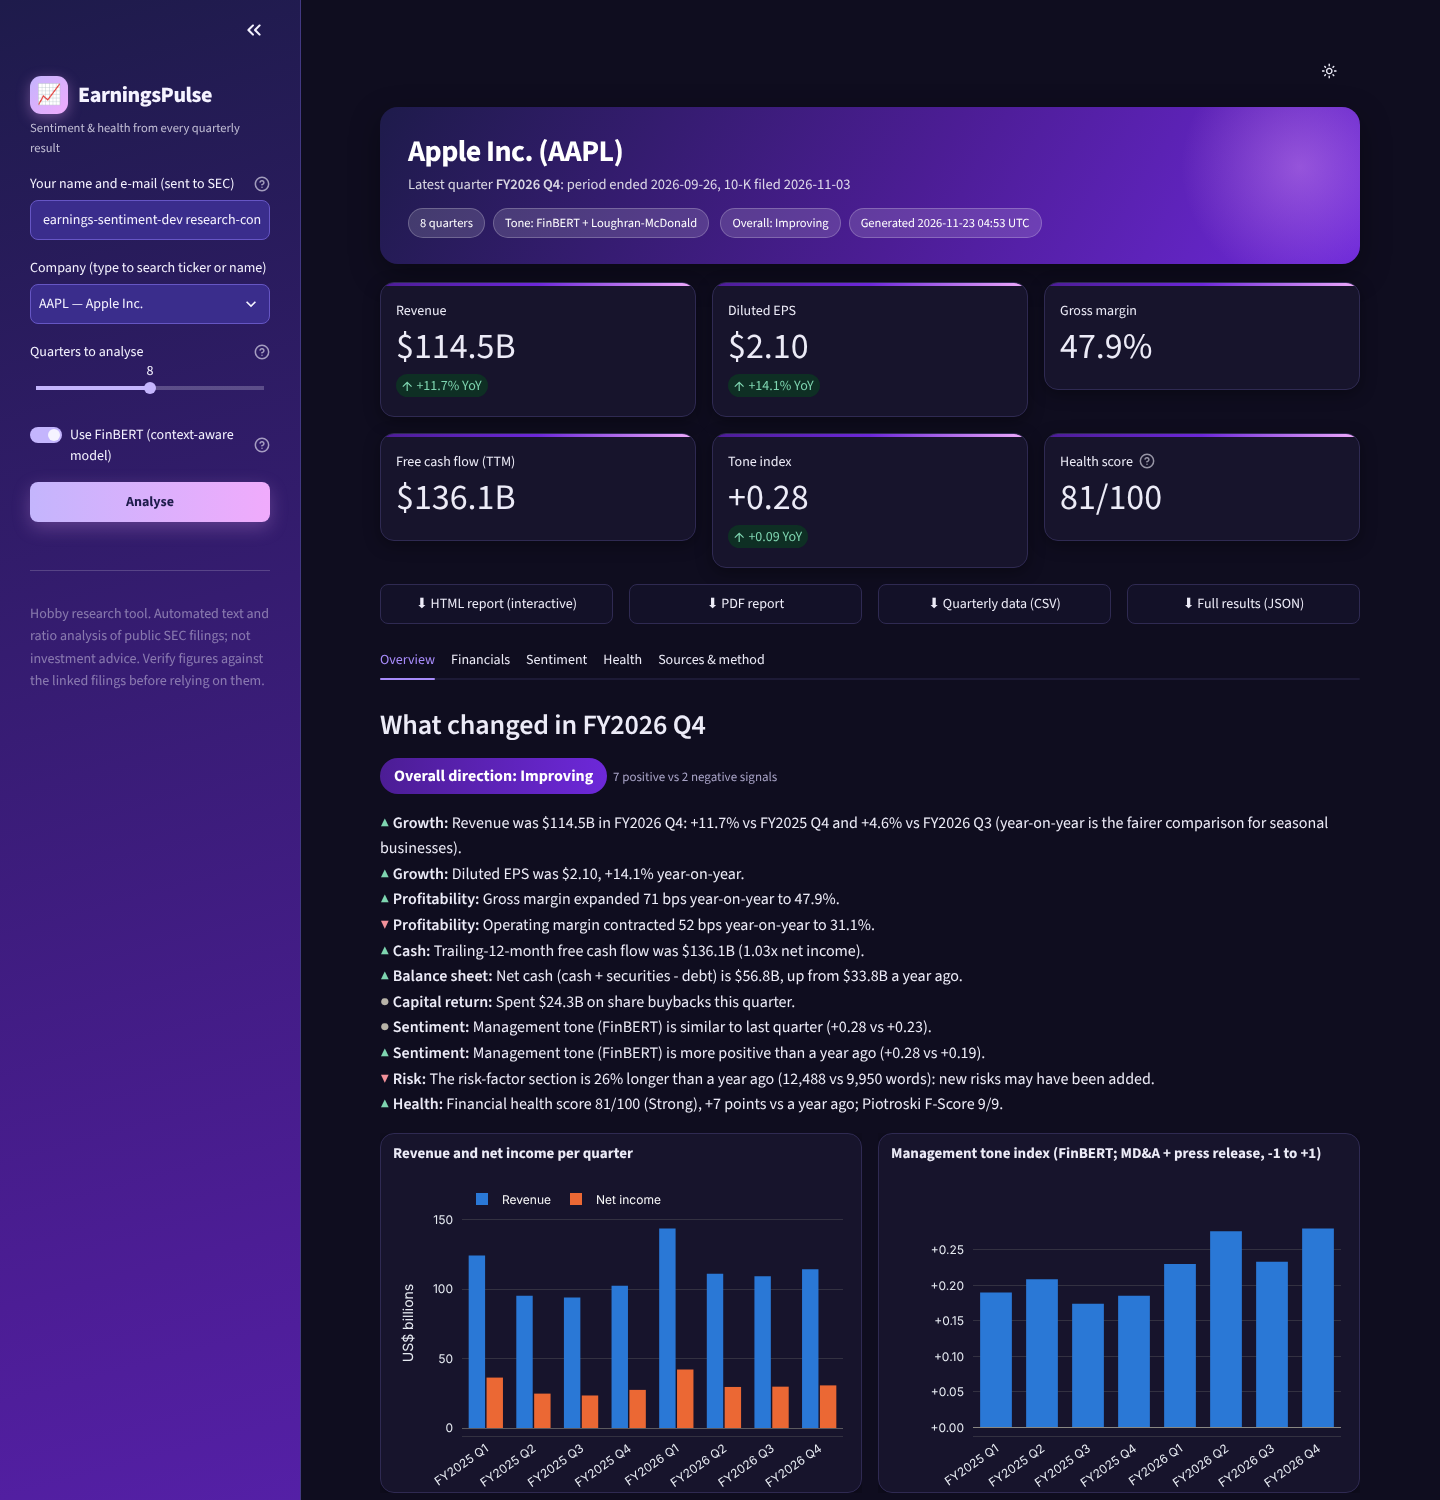 EarningsPulse
Sentiment & health from every quarterly
result
Your name and e-mail (sent to SEC)
earnings-sentiment-dev research-con
Company (type to search ticker or name)
AAPL — Apple Inc.
Quarters to analyse
8
Use FinBERT (context-aware
model)
Analyse
Hobby research tool. Automated text and
ratio analysis of public SEC filings; not
investment advice. Verify figures against
the linked filings before relying on them.
Apple Inc. (AAPL)
Latest quarter FY2026 Q4: period ended 2026-09-26, 10-K filed 2026-11-03
8 quarters
Tone: FinBERT + Loughran-McDonald
Overall: Improving
Generated 2026-11-23 04:53 UTC
Revenue
$114.5B
↑ +11.7% YoY
Diluted EPS
$2.10
↑ +14.1% YoY
Gross margin
47.9%
Free cash flow (TTM)
$136.1B
Tone index
+0.28
↑ +0.09 YoY
Health score
81/100
⬇ HTML report (interactive)
⬇ PDF report
⬇ Quarterly data (CSV)
⬇ Full results (JSON)
Overview Financials Sentiment Health Sources & method
What changed in FY2026 Q4
Overall direction: Improving 7 positive vs 2 negative signals
▲ Growth: Revenue was $114.5B in FY2026 Q4: +11.7% vs FY2025 Q4 and +4.6% vs FY2026 Q3 (year-on-year is the fairer comparison for seasonal
businesses).
▲ Growth: Diluted EPS was $2.10, +14.1% year-on-year.
▲ Profitability: Gross margin expanded 71 bps year-on-year to 47.9%.
▼ Profitability: Operating margin contracted 52 bps year-on-year to 31.1%.
▲ Cash: Trailing-12-month free cash flow was $136.1B (1.03x net income).
▲ Balance sheet: Net cash (cash + securities - debt) is $56.8B, up from $33.8B a year ago.
● Capital return: Spent $24.3B on share buybacks this quarter.
● Sentiment: Management tone (FinBERT) is similar to last quarter (+0.28 vs +0.23).
▲ Sentiment: Management tone (FinBERT) is more positive than a year ago (+0.28 vs +0.19).
▼ Risk: The risk-factor section is 26% longer than a year ago (12,488 vs 9,950 words): new risks may have been added.
▲ Health: Financial health score 81/100 (Strong), +7 points vs a year ago; Piotroski F-Score 9/9.
Revenue and net income per quarter
Revenue Net income
US$ billions
150
100
50
0
FY2025 Q1 FY2025 Q2 FY2025 Q3 FY2025 Q4 FY2026 Q1 FY2026 Q2 FY2026 Q3 FY2026 Q4
Management tone index (FinBERT; MD&A + press release, -1 to +1)
+0.25
+0.20
+0.15
+0.10
+0.05
+0.00
FY2025 Q1 FY2025 Q2 FY2025 Q3 FY2025 Q4 FY2026 Q1 FY2026 Q2 FY2026 Q3 FY2026 Q4